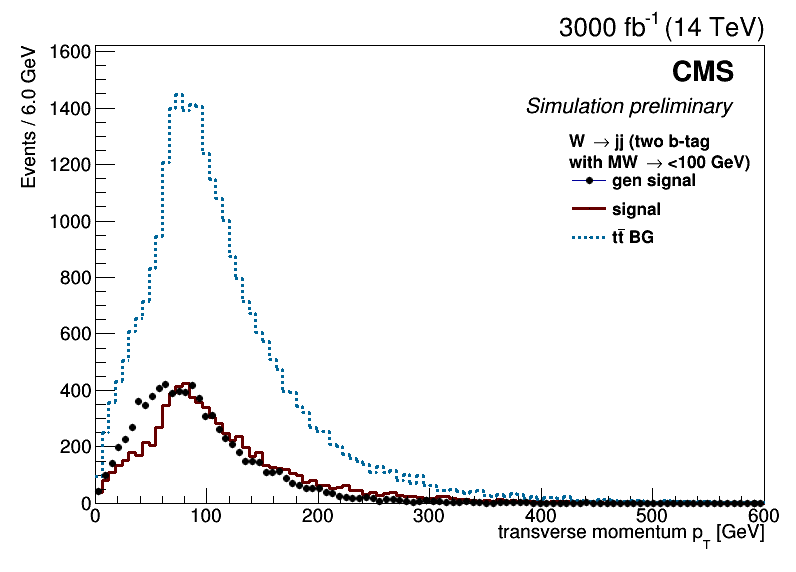 3000 fb⁻¹ (14 TeV)
CMS
Simulation preliminary
W → jj (two b-tag
with MW → <100 GeV)
gen signal
signal
tt̄ BG
Events / 6.0 GeV
1600
1400
1200
1000
800
600
400
200
0
0 100 200 300 400 500 600
transverse momentum p_T [GeV]